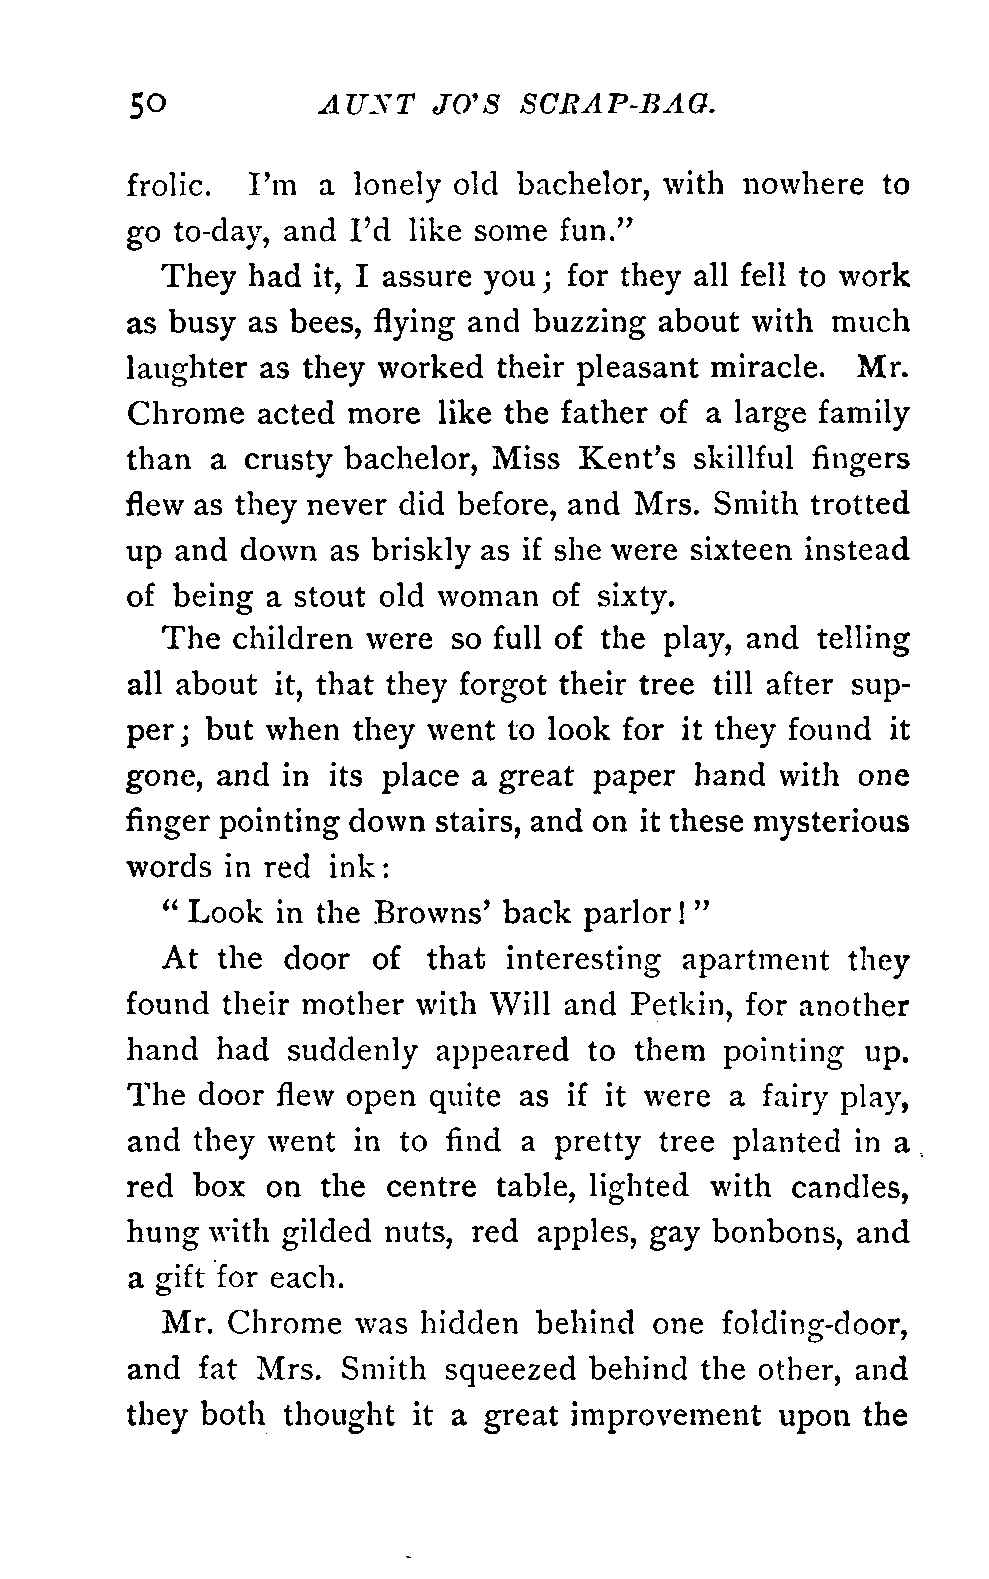 50 AUNT JO'S SCRAP-BAG.
frolic. I'm a lonely old bachelor, with nowhere to
go to-day, and I'd like some fun."
They had it, I assure you; for they all fell to work
as busy as bees, flying and buzzing about with much
laughter as they worked their pleasant miracle. Mr.
Chrome acted more like the father of a large family
than a crusty bachelor, Miss Kent's skillful fingers
flew as they never did before, and Mrs. Smith trotted
up and down as briskly as if she were sixteen instead
of being a stout old woman of sixty.
The children were so full of the play, and telling
all about it, that they forgot their tree till after sup-
per; but when they went to look for it they found it
gone, and in its place a great paper hand with one
finger pointing down stairs, and on it these mysterious
words in red ink:
"Look in the Browns' back parlor!"
At the door of that interesting apartment they
found their mother with Will and Petkin, for another
hand had suddenly appeared to them pointing up.
The door flew open quite as if it were a fairy play,
and they went in to find a pretty tree planted in a
red box on the centre table, lighted with candles,
hung with gilded nuts, red apples, gay bonbons, and
a gift for each.
Mr. Chrome was hidden behind one folding-door,
and fat Mrs. Smith squeezed behind the other, and
they both thought it a great improvement upon the